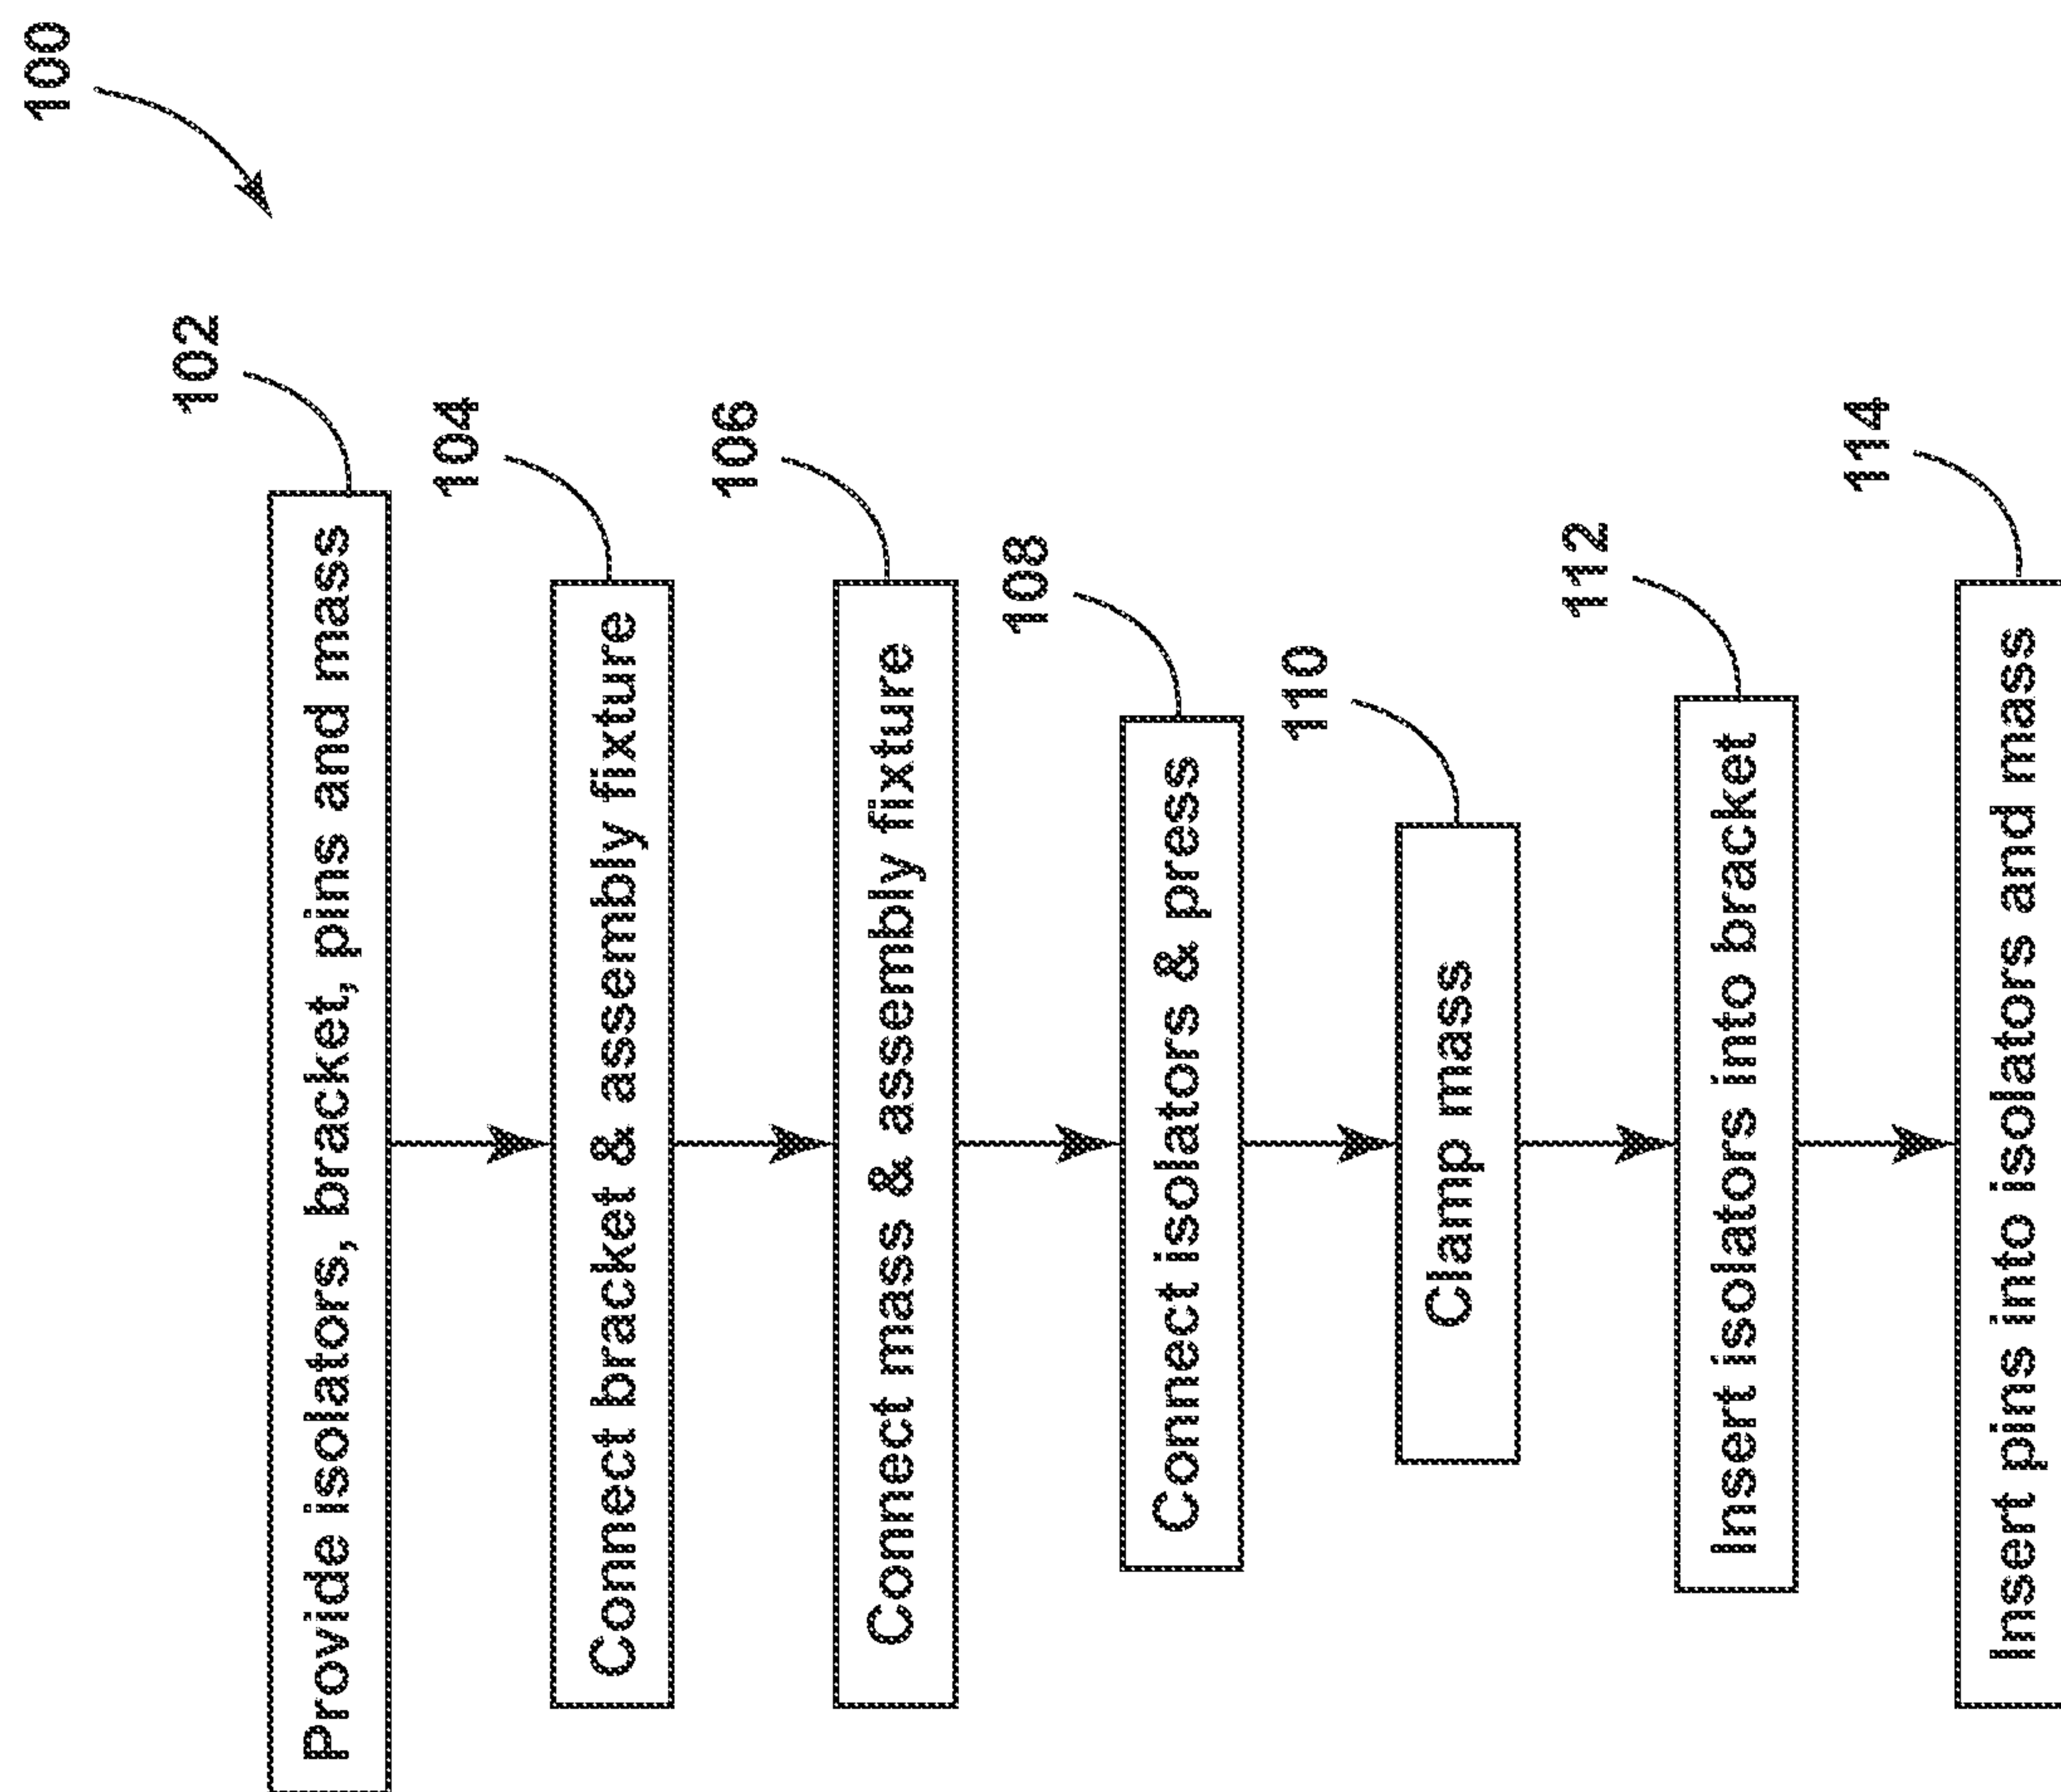 100
102
Provide isolators, bracket, pins and mass
104
Connect bracket & assembly fixture
106
Connect mass & assembly fixture
108
Connect isolators & press
110
Clamp mass
112
Insert isolators into bracket
114
Insert pins into isolators and mass